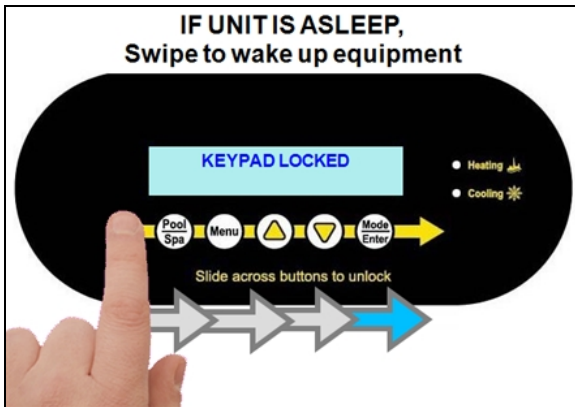 IF UNIT IS ASLEEP,
Swipe to wake up equipment
KEYPAD LOCKED
Heating
Cooling
Pool
Spa
Menu
Mode
Enter
Slide across buttons to unlock